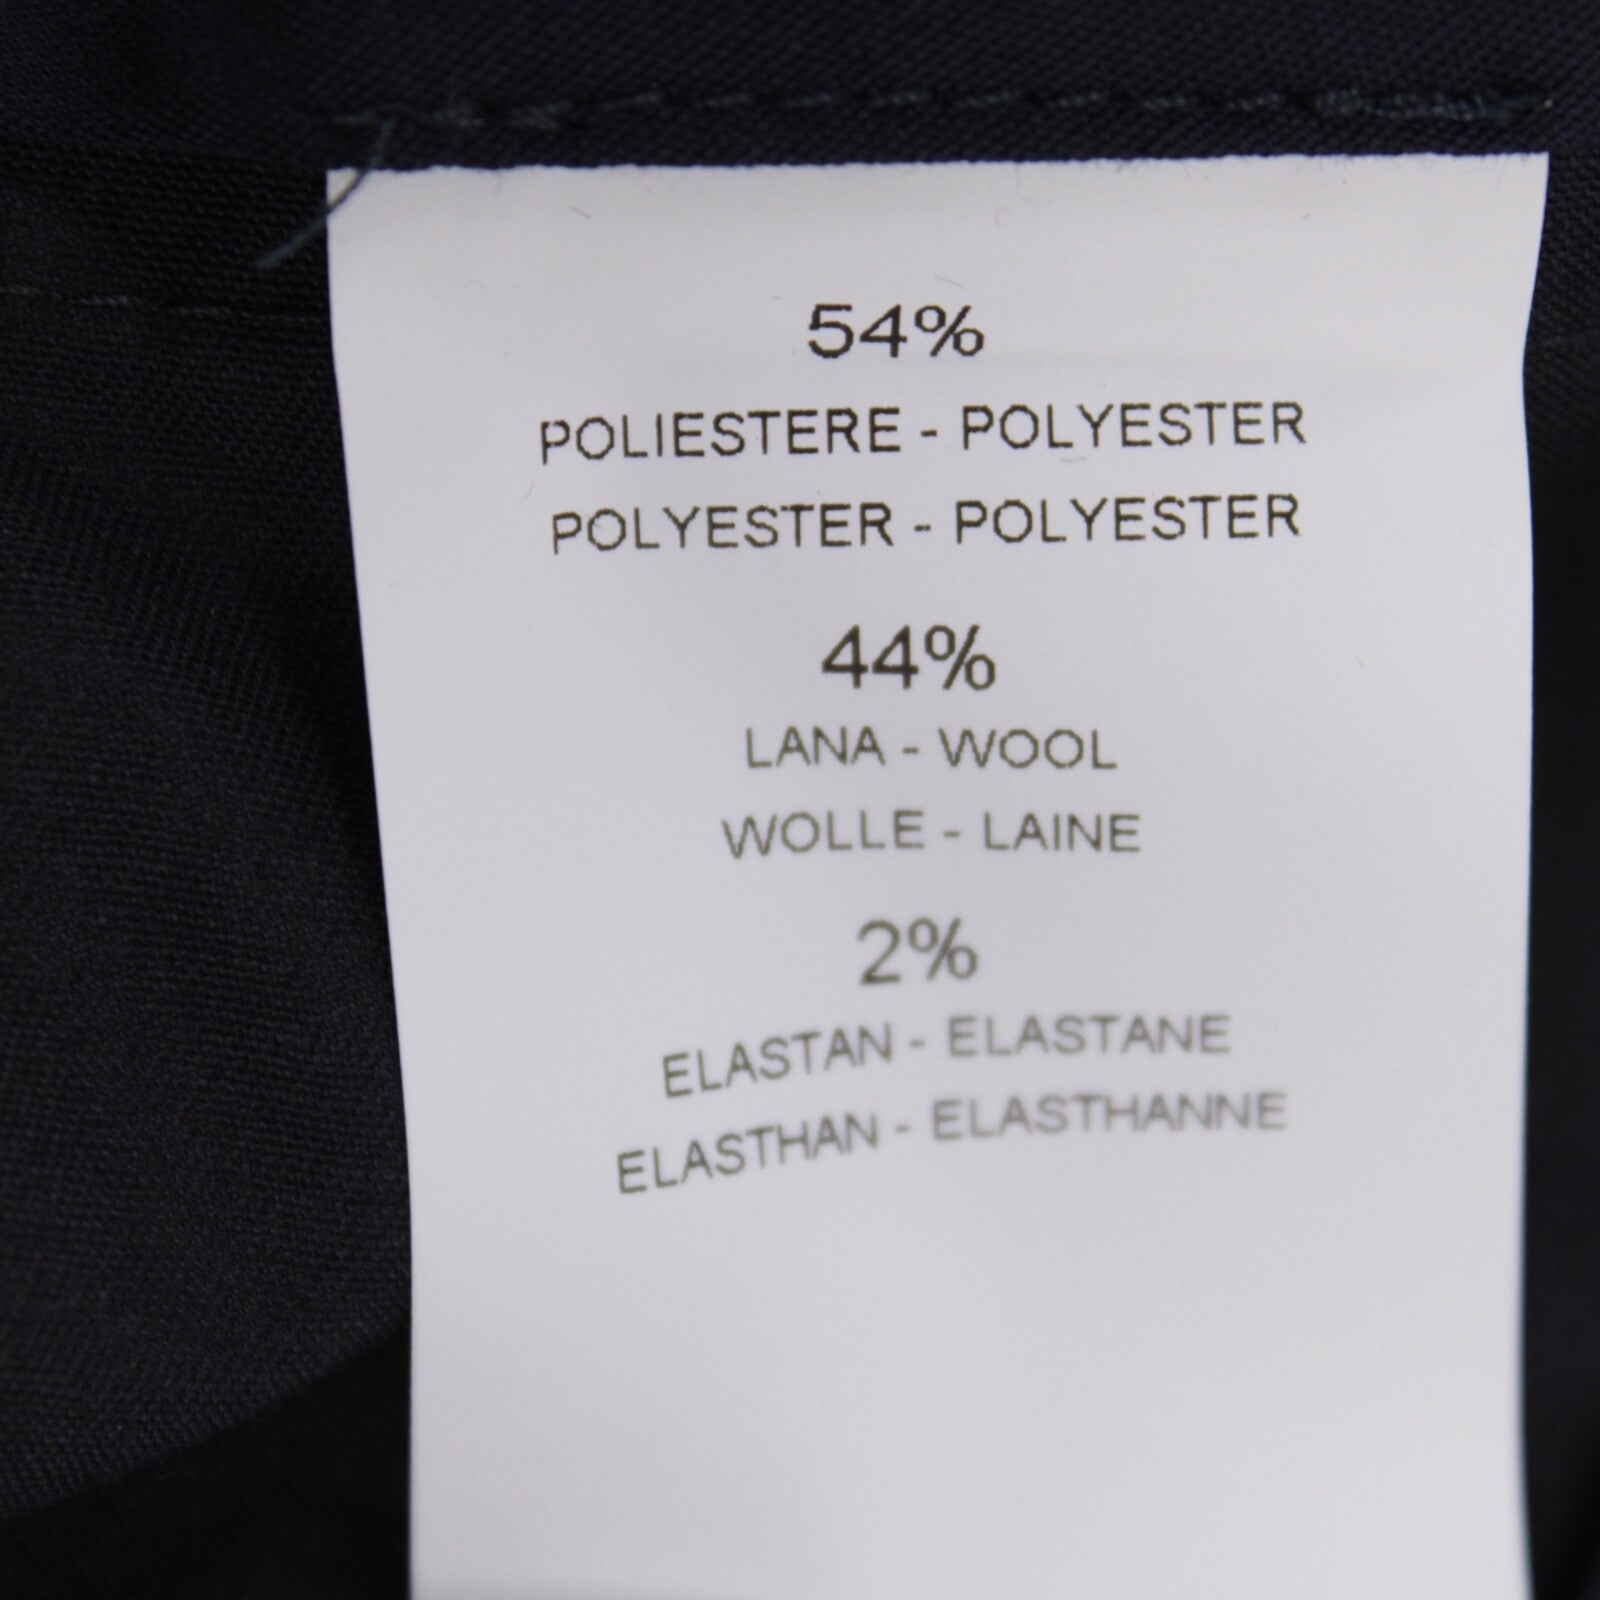 54%
POLIESTERE - POLYESTER
POLYESTER - POLYESTER
44%
LANA - WOOL
WOLLE - LAINE
2%
ELASTAN - ELASTANE
ELASTHAN - ELASTHANNE